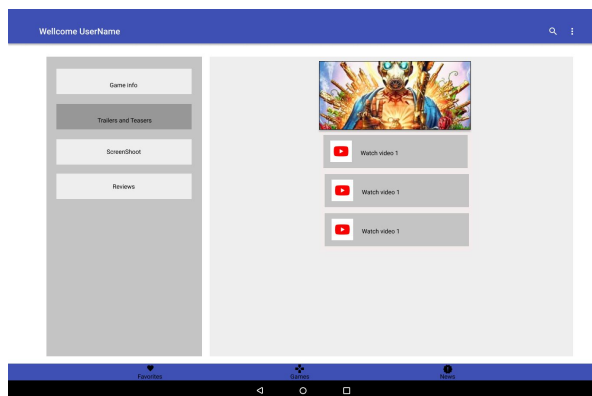 Wellcome UserName
Game info
Trailers and Teasers
ScreenShoot
Reviews
Watch video 1
Watch video 1
Watch video 1
Favorites
Games
News